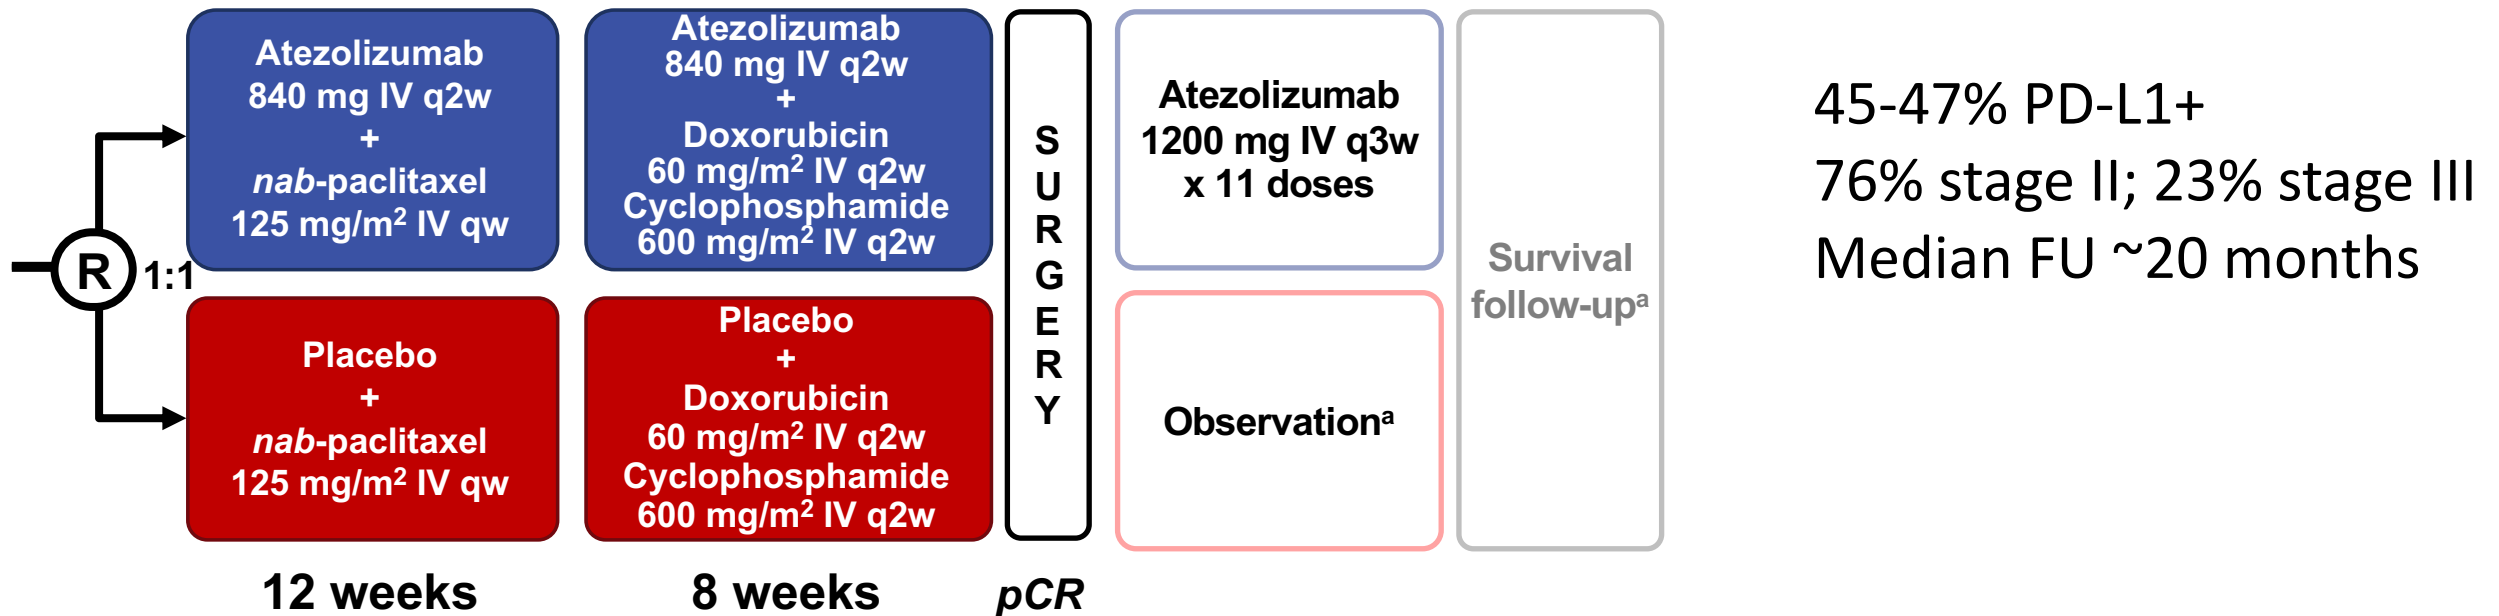 R
1:1
Atezolizumab
840 mg IV q2w
+
nab-paclitaxel
125 mg/m² IV qw
Atezolizumab
840 mg IV q2w
+
Doxorubicin
60 mg/m² IV q2w
Cyclophosphamide
600 mg/m² IV q2w
Placebo
+
nab-paclitaxel
125 mg/m² IV qw
Placebo
+
Doxorubicin
60 mg/m² IV q2w
Cyclophosphamide
600 mg/m² IV q2w
S
U
R
G
E
R
Y
Atezolizumab
1200 mg IV q3w
x 11 doses
Observationᵃ
Survival
follow-upᵃ
12 weeks
8 weeks
pCR
45-47% PD-L1+
76% stage II; 23% stage III
Median FU ~20 months